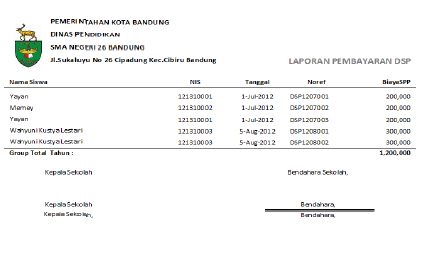 PEMERINTAHAN KOTA BANDUNG
DINAS PENDIDIKAN
SMA NEGERI 26 BANDUNG
Jl.Sukaluyu No 26 Cipadung Kec.Cibiru Bandung
LAPORAN PEMBAYARAN DSP
Nama Siswa NIS Tanggal Noref BiayaSPP
Yayan 121310001 1-Jul-2012 DSP1207001 200,000
Memey 121310002 1-Jul-2012 DSP1207002 200,000
Yayan 121310001 1-Jul-2012 DSP1207003 200,000
Wahyuni Kustya Lestari 121310003 5-Aug-2012 DSP1208001 300,000
Wahyuni Kustya Lestari 121310003 5-Aug-2012 DSP1208002 300,000
Group Total Tahun : 1.200,000
Kepala Sekolah Bendahara Sekolah,
Kepala Sekolah Bendahara,
Kepala Sekolah, Bendahara,